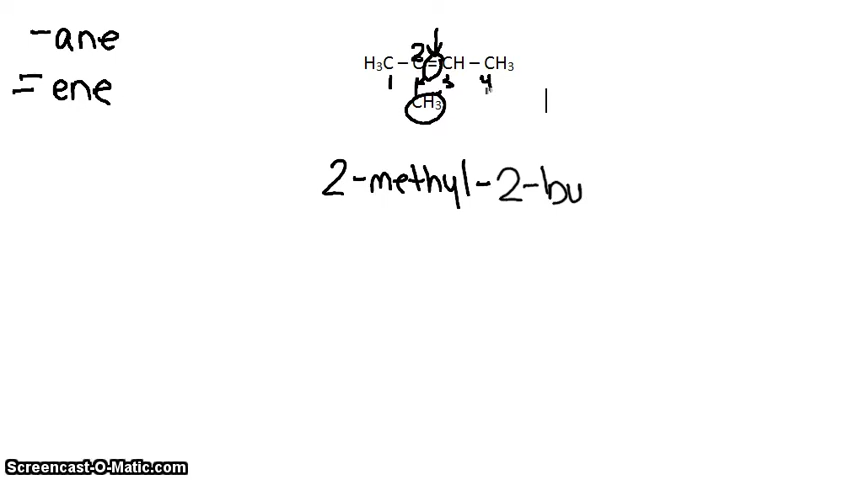 -ane
= ene
2
H₃C – C = CH – CH₃
1 3 4
CH₃
2-methyl-2-bu
Screencast-O-Matic.com